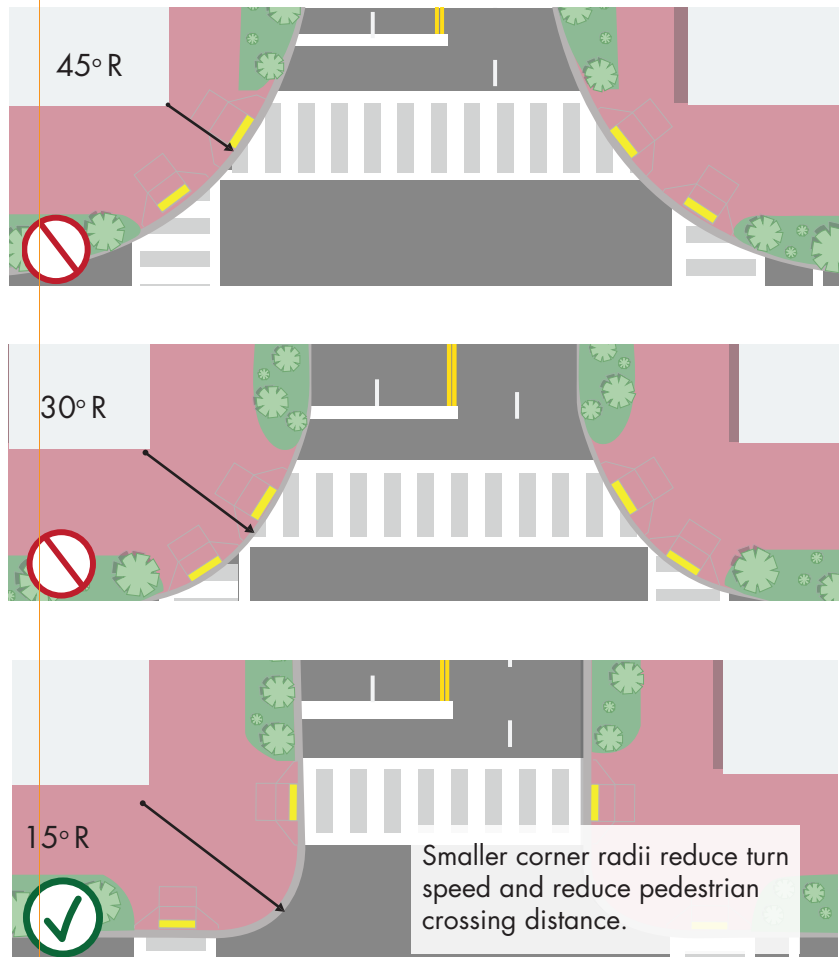 45° R
30° R
15° R
Smaller corner radii reduce turn
speed and reduce pedestrian
crossing distance.